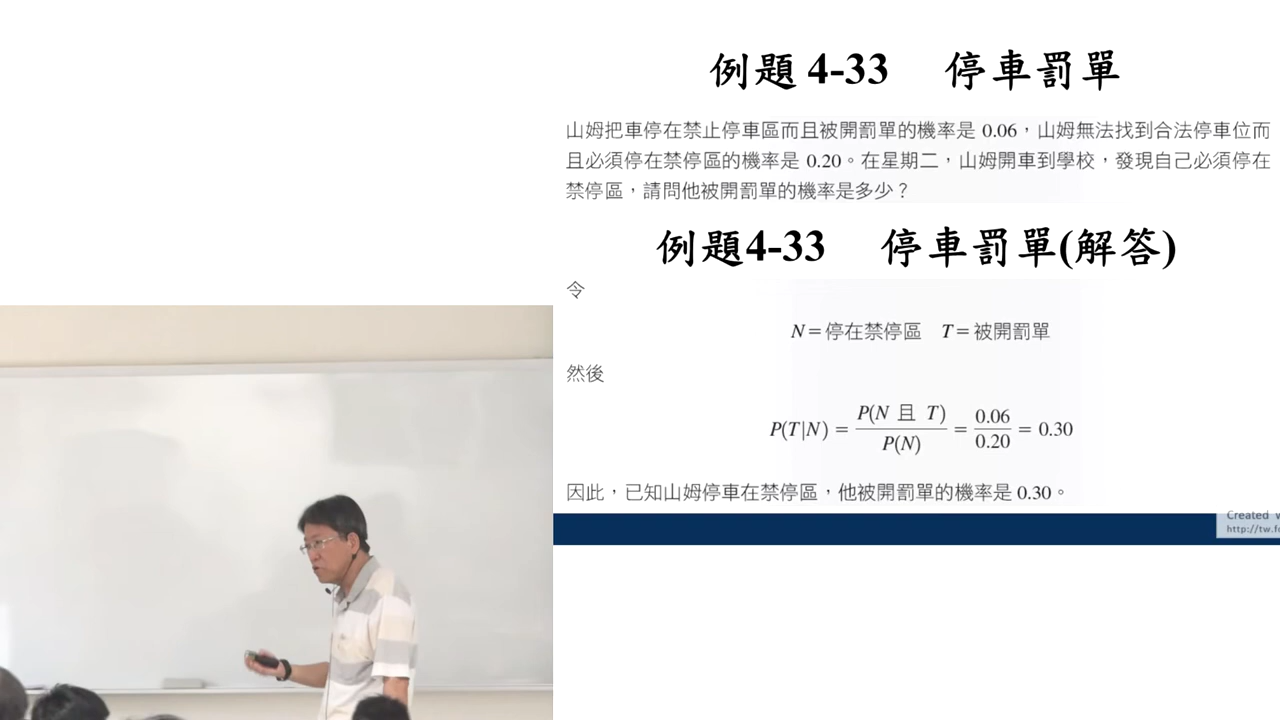 例題 4-33 停車罰單
山姆把車停在禁止停車區而且被開罰單的機率是 0.06，山姆無法找到合法停車位而
且必須停在禁停區的機率是 0.20。在星期二，山姆開車到學校，發現自己必須停在
禁停區，請問他被開罰單的機率是多少？
例題4-33 停車罰單(解答)
令
N = 停在禁停區 T = 被開罰單
然後
P(T|N) = P(N 且 T) / P(N) = 0.06 / 0.20 = 0.30
因此，已知山姆停車在禁停區，他被開罰單的機率是 0.30。
Created
http://tw.f